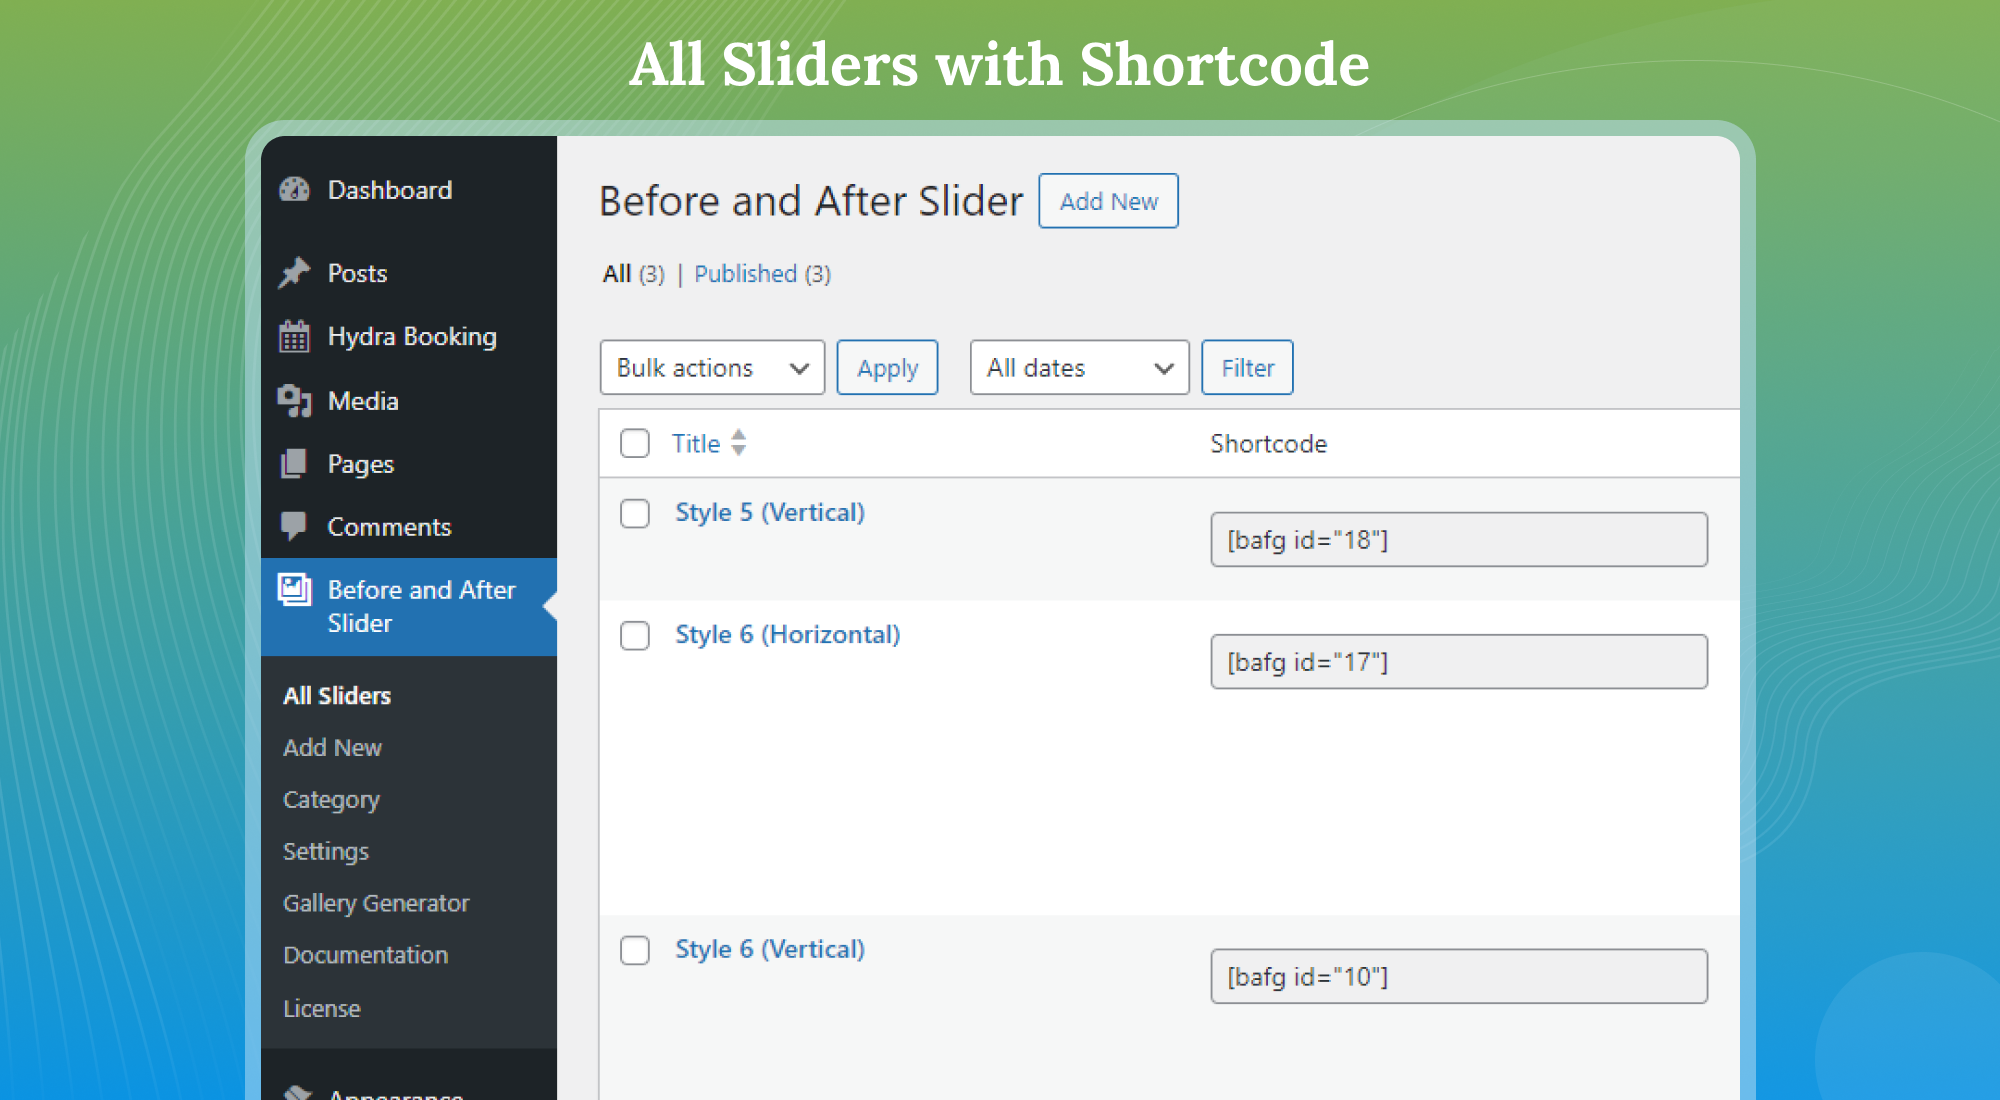 All Sliders with Shortcode
Dashboard
Posts
Hydra Booking
Media
Pages
Comments
Before and After
Slider
All Sliders
Add New
Category
Settings
Gallery Generator
Documentation
License
Appearance
Before and After Slider
Add New
All (3) | Published (3)
Bulk actions
Apply
All dates
Filter
Title
Shortcode
Style 5 (Vertical)
[bafg id="18"]
Style 6 (Horizontal)
[bafg id="17"]
Style 6 (Vertical)
[bafg id="10"]